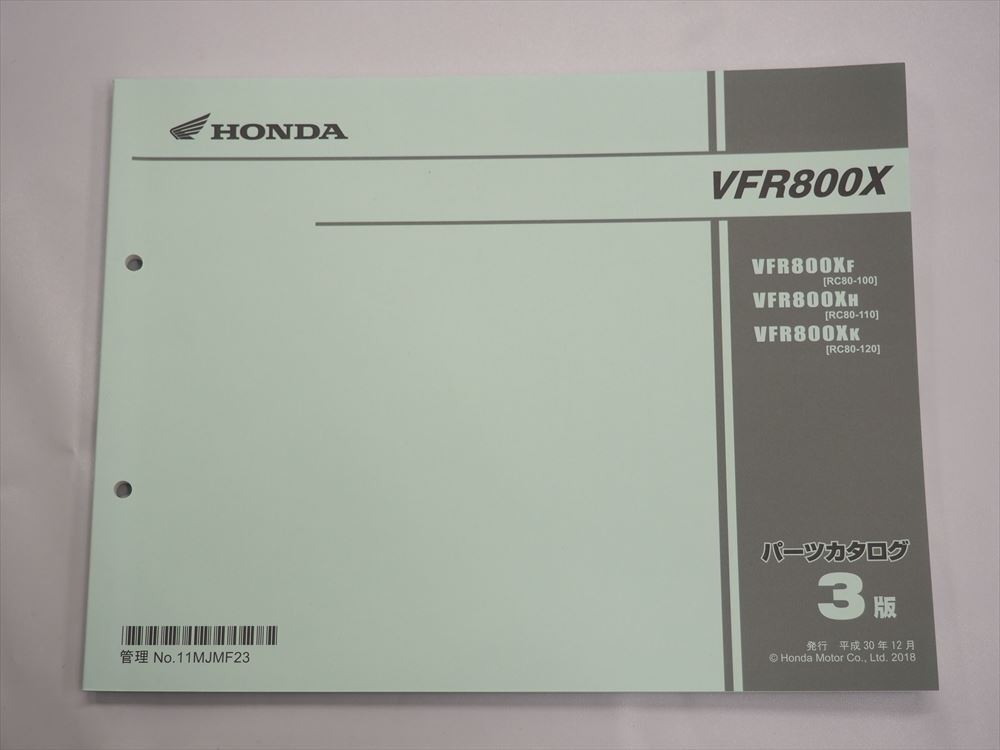 HONDA
VFR800X
VFR800XF
[RC80-100]
VFR800XH
[RC80-110]
VFR800XK
[RC80-120]
パーツカタログ
3版
発行 平成30年12月
© Honda Motor Co., Ltd. 2018
管理 No.11MJMF23